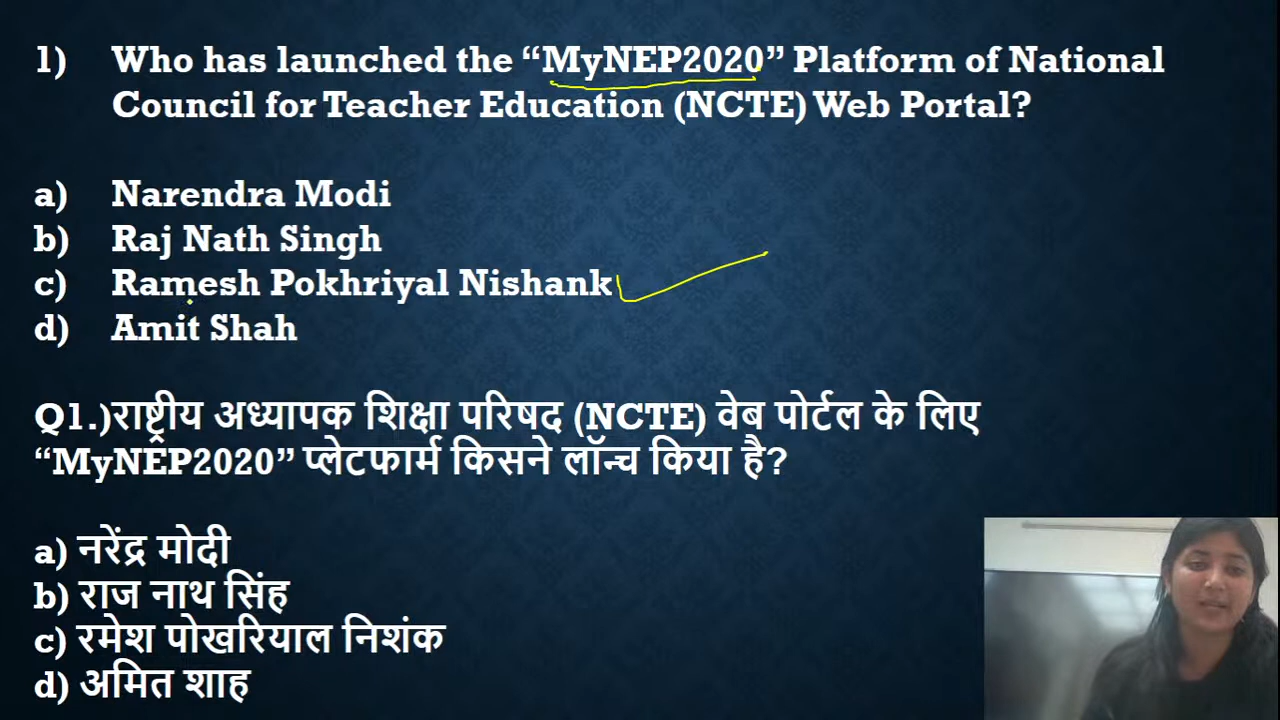 1) Who has launched the “MyNEP2020” Platform of National
Council for Teacher Education (NCTE) Web Portal?
a) Narendra Modi
b) Raj Nath Singh
c) Ramesh Pokhriyal Nishank
d) Amit Shah
Q1.)राष्ट्रीय अध्यापक शिक्षा परिषद (NCTE) वेब पोर्टल के लिए
“MyNEP2020” प्लेटफार्म किसने लॉन्च किया है?
a) नरेंद्र मोदी
b) राज नाथ सिंह
c) रमेश पोखरियाल निशंक
d) अमित शाह